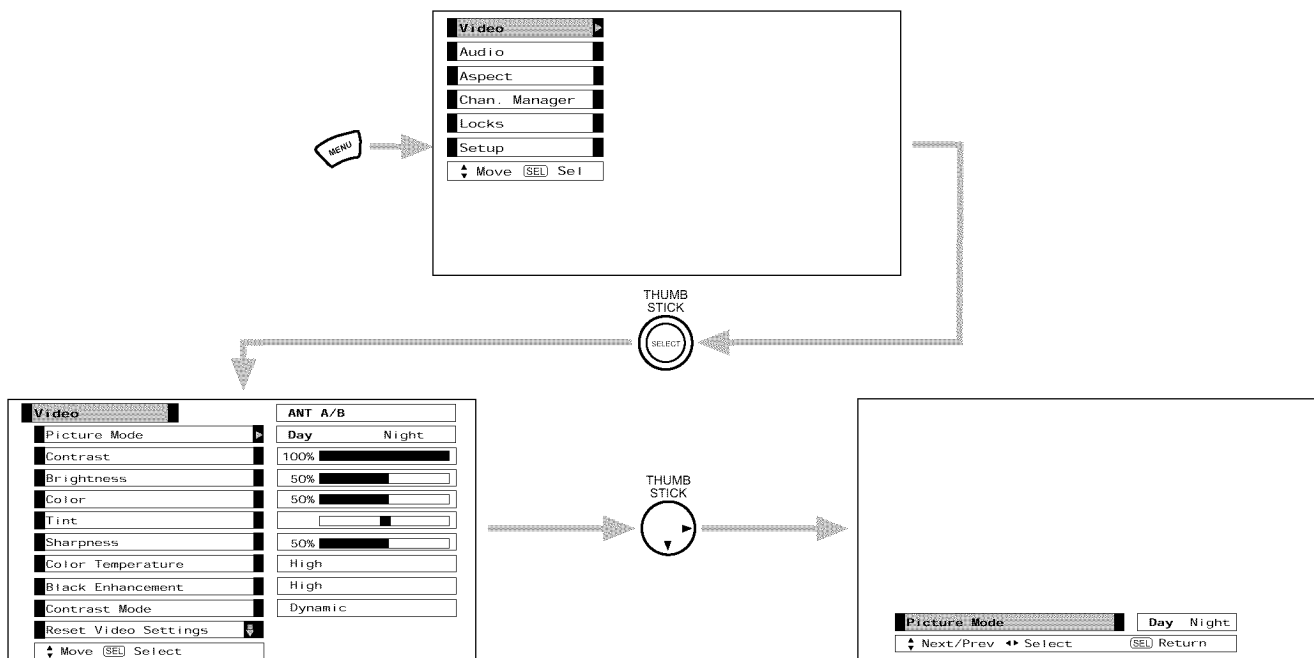 Video
Audio
Aspect
Chan. Manager
Locks
Setup
Move SEL Sel
MENU
THUMB
STICK
SELECT
Video
ANT A/B
Picture Mode
Day Night
Contrast
100%
Brightness
50%
Color
50%
Tint
Sharpness
50%
Color Temperature
High
Black Enhancement
High
Contrast Mode
Dynamic
Reset Video Settings
Move SEL Select
THUMB
STICK
Picture Mode
Day Night
Next/Prev Select SEL Return